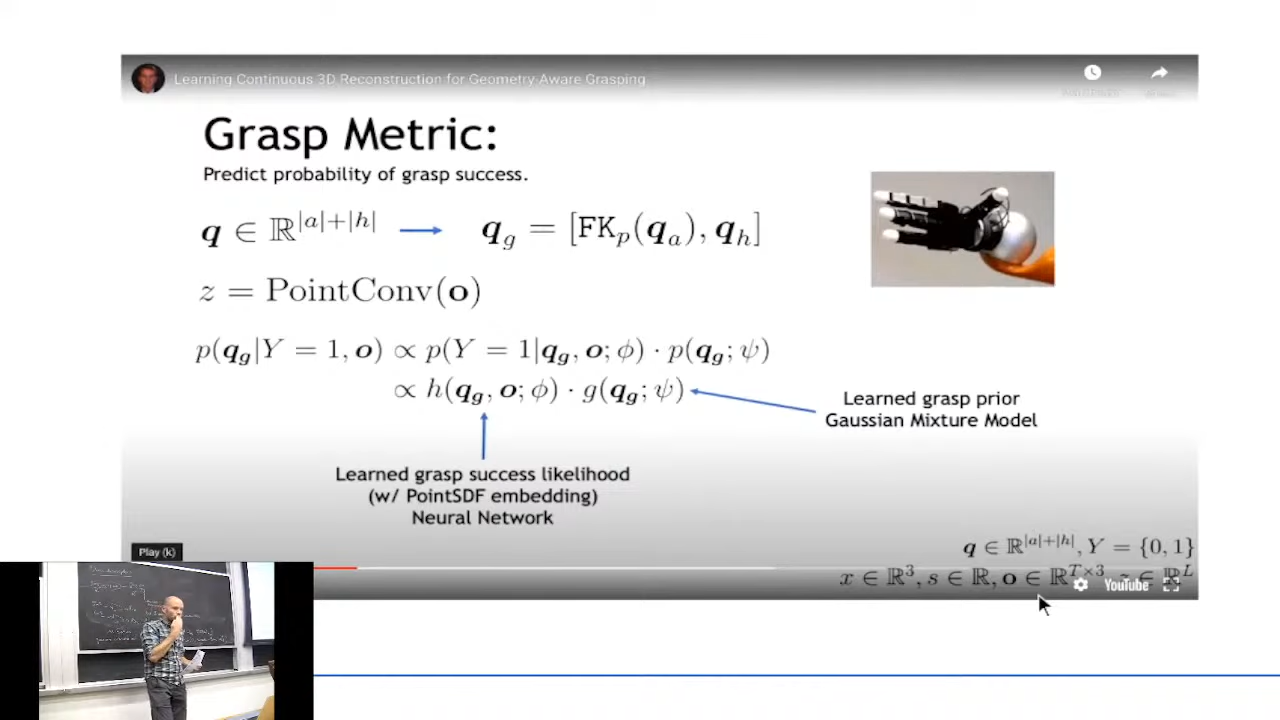 Learning Continuous 3D Reconstruction for Geometry-Aware Grasping
Grasp Metric:
Predict probability of grasp success.
q ∈ ℝ^{|a|+|h|} → q_g = [FK_p(q_a), q_h]
z = PointConv(o)
p(q_g|Y = 1, o) ∝ p(Y = 1|q_g, o; ϕ) · p(q_g; ψ)
∝ h(q_g, o; ϕ) · g(q_g; ψ)
Learned grasp prior
Gaussian Mixture Model
Learned grasp success likelihood
(w/ PointSDF embedding)
Neural Network
q ∈ ℝ^{|a|+|h|}, Y = {0, 1}
x ∈ ℝ^3, s ∈ ℝ, o ∈ ℝ^{T×3}, z ∈ ℝ^L
Play (k)
YouTube